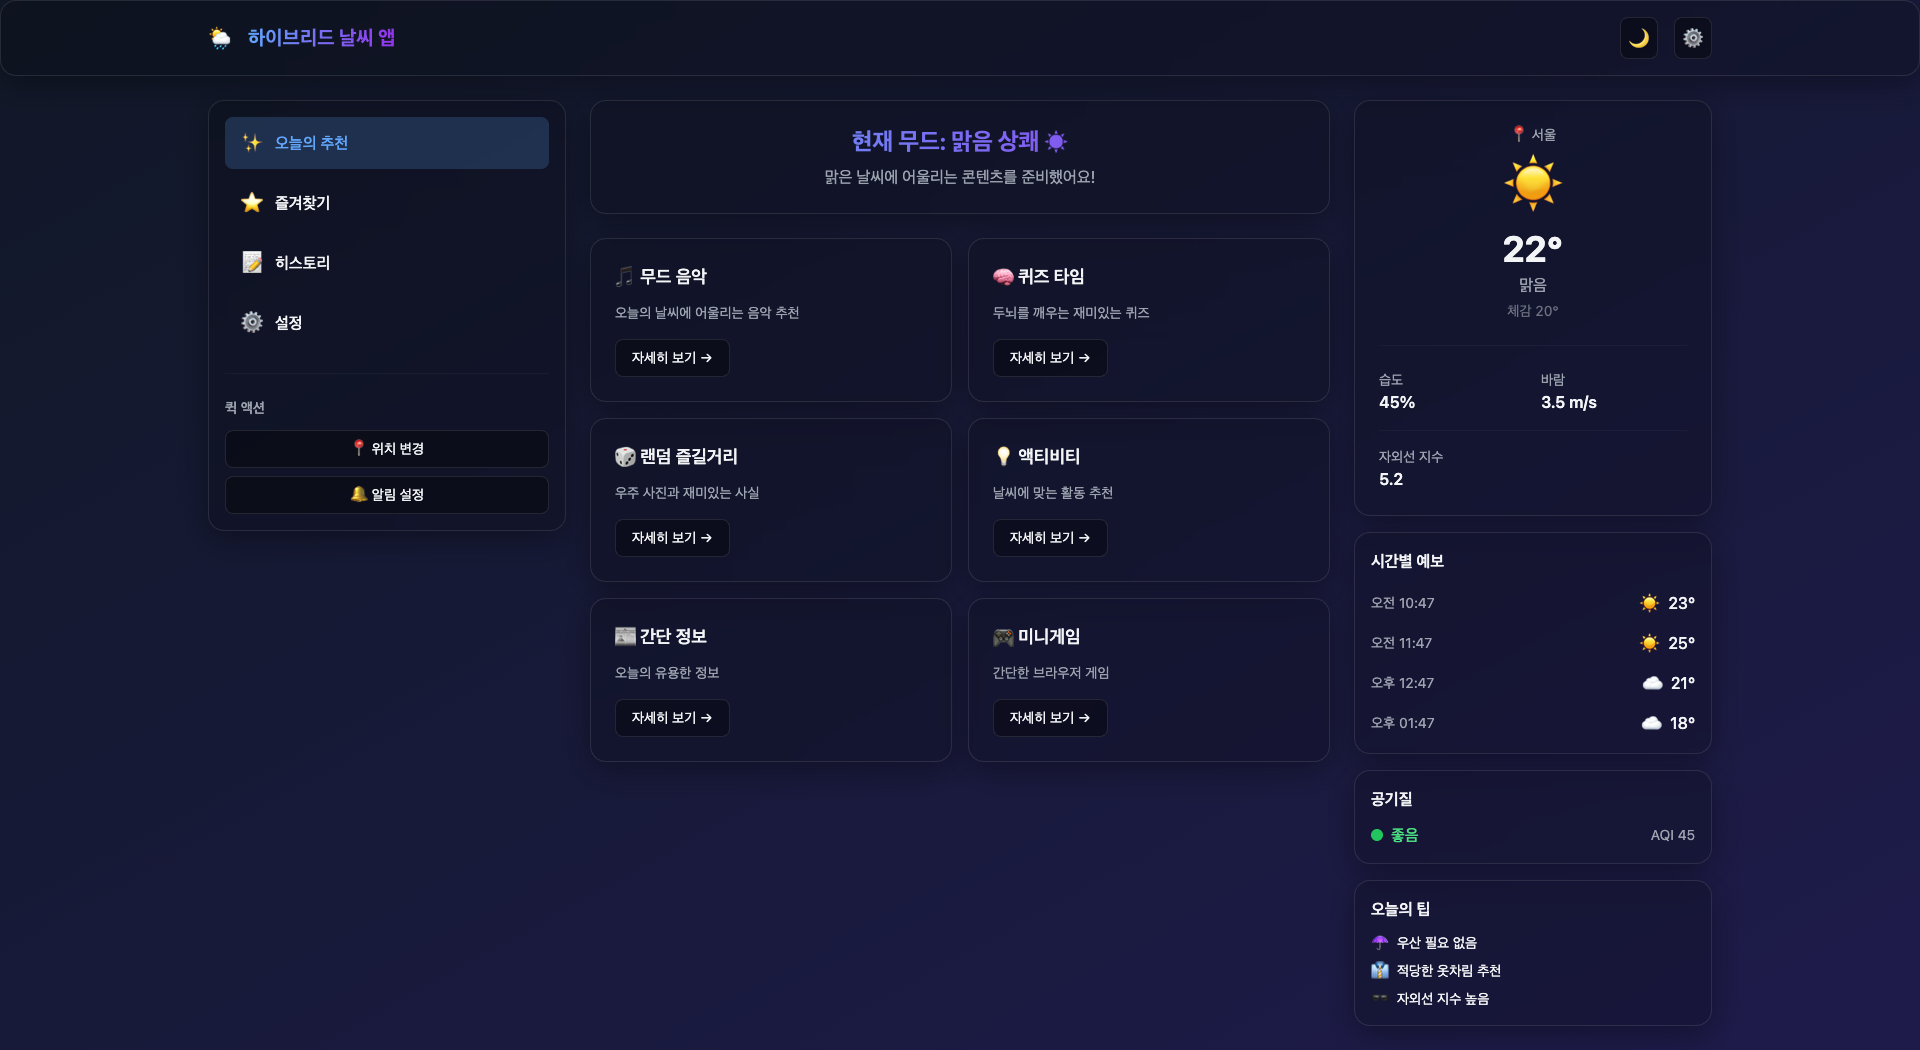 하이브리드 날씨 앱
오늘의 추천
즐겨찾기
히스토리
설정
퀵 액션
위치 변경
알림 설정
현재 무드: 맑음 상쾌
맑은 날씨에 어울리는 콘텐츠를 준비했어요!
무드 음악
오늘의 날씨에 어울리는 음악 추천
자세히 보기 →
퀴즈 타임
두뇌를 깨우는 재미있는 퀴즈
자세히 보기 →
랜덤 즐길거리
우주 사진과 재미있는 사실
자세히 보기 →
액티비티
날씨에 맞는 활동 추천
자세히 보기 →
간단 정보
오늘의 유용한 정보
자세히 보기 →
미니게임
간단한 브라우저 게임
자세히 보기 →
서울
22°
맑음
체감 20°
습도
45%
바람
3.5 m/s
자외선 지수
5.2
시간별 예보
오전 10:47 23°
오전 11:47 25°
오후 12:47 21°
오후 01:47 18°
공기질
좋음 AQI 45
오늘의 팁
우산 필요 없음
적당한 옷차림 추천
자외선 지수 높음